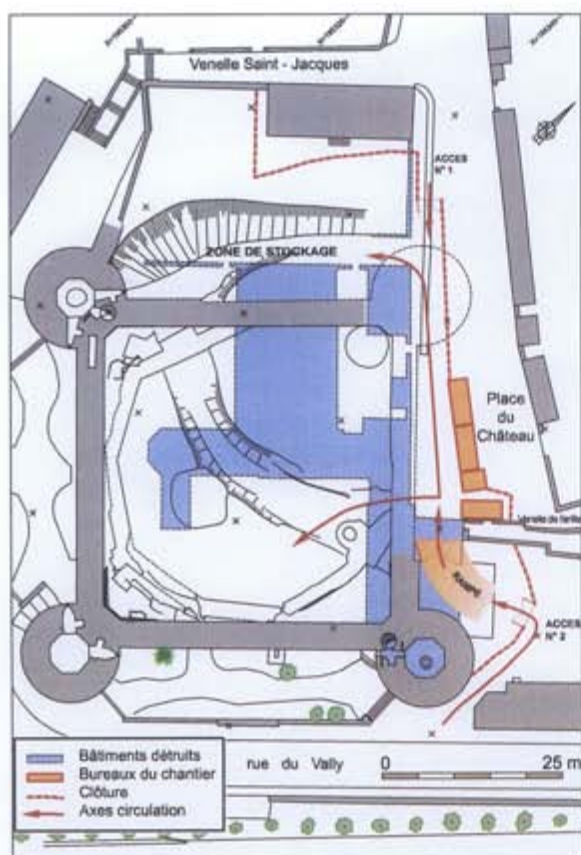 Venelle Saint - Jacques
ACCES
N° 1
ZONE DE STOCKAGE
Place
du
Château
RAMPE
ACCES
N° 2
Bâtiments détruits
Bureaux du chantier
Clôture
Axes circulation
rue du Vally
0 25 m